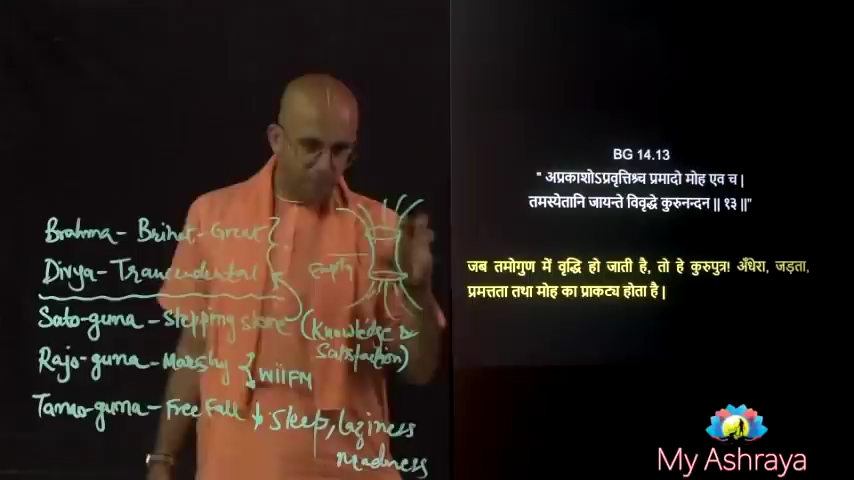 Brahma - Brihat - Great
Divya - Trancendental
Empty
Sato-guna - Stepping stone (Knowledge &
Satisfaction)
Rajo-guna - Marshy } WIIFM
Tamo-guna - Free Fall ↓ Sleep, laziness
madness
BG 14.13
" अप्रकाशोऽप्रवृत्तिश्च प्रमादो मोह एव च |
तमस्येतानि जायन्ते विवृद्धे कुरुनन्दन || १३ ||"
जब तमोगुण में वृद्धि हो जाती है, तो हे कुरुपुत्र! अँधेरा, जड़ता,
प्रमत्तता तथा मोह का प्राकट्य होता है |
My Ashraya